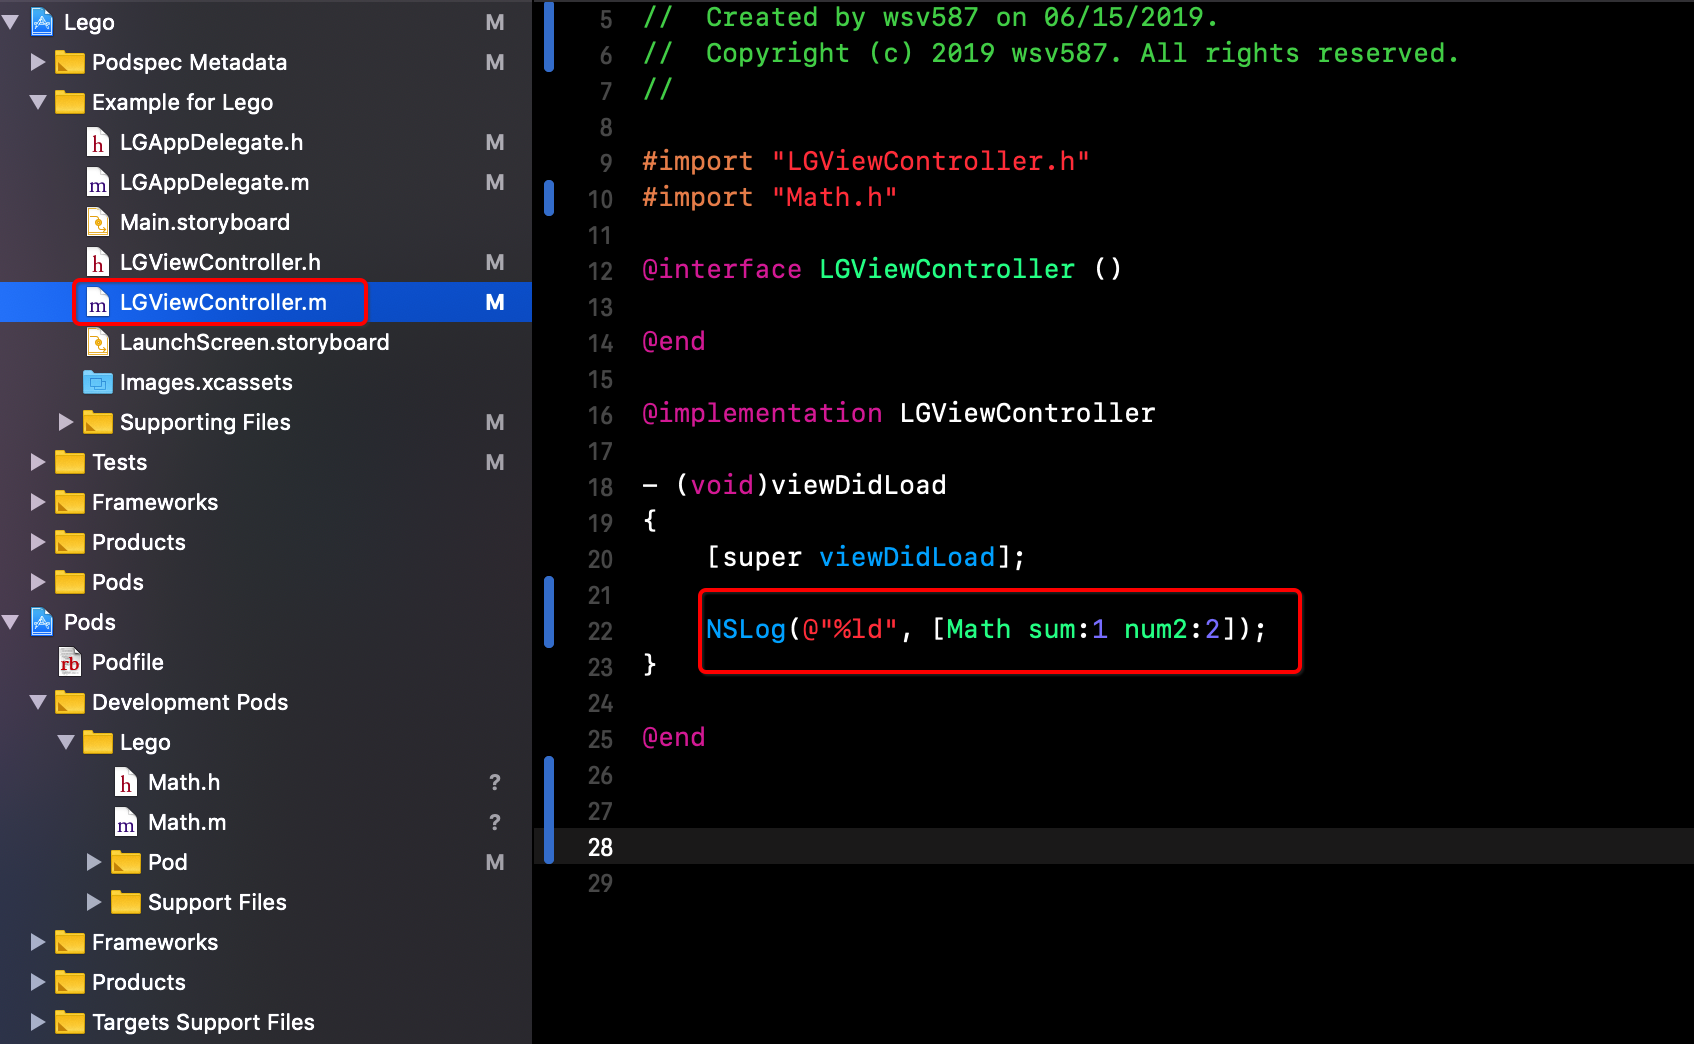 Lego M
Podspec Metadata M
Example for Lego
h LGAppDelegate.h M
m LGAppDelegate.m M
Main.storyboard
h LGViewController.h M
m LGViewController.m M
LaunchScreen.storyboard
Images.xcassets
Supporting Files M
Tests M
Frameworks
Products
Pods
Pods
rb Podfile
Development Pods
Lego
h Math.h ?
m Math.m ?
Pod M
Support Files
Frameworks
Products
Targets Support Files
5 //  Created by wsv587 on 06/15/2019.
6 //  Copyright (c) 2019 wsv587. All rights reserved.
7 //
8
9 #import "LGViewController.h"
10 #import "Math.h"
11
12 @interface LGViewController ()
13
14 @end
15
16 @implementation LGViewController
17
18 - (void)viewDidLoad
19 {
20     [super viewDidLoad];
21
22     NSLog(@"%ld", [Math sum:1 num2:2]);
23 }
24
25 @end
26
27
28
29